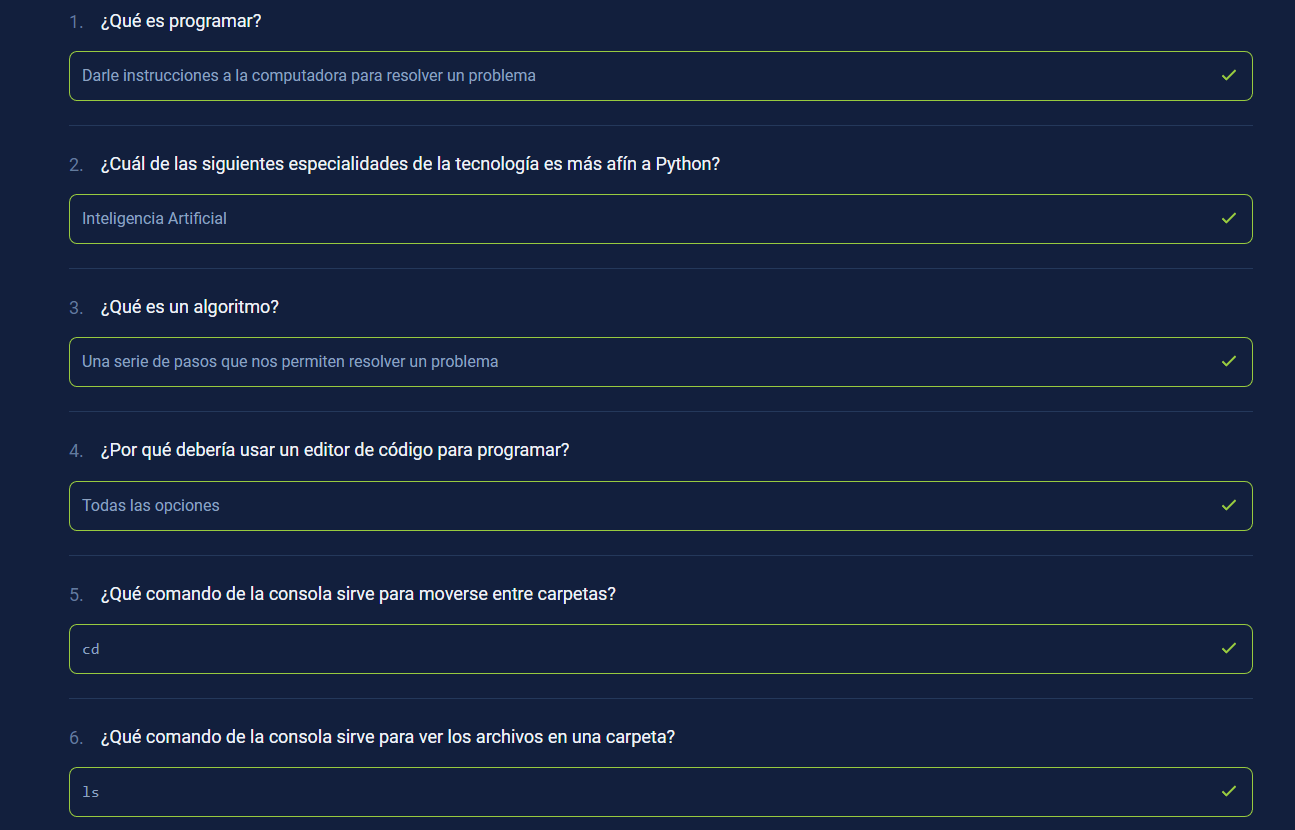 1. ¿Qué es programar?
Darle instrucciones a la computadora para resolver un problema
2. ¿Cuál de las siguientes especialidades de la tecnología es más afín a Python?
Inteligencia Artificial
3. ¿Qué es un algoritmo?
Una serie de pasos que nos permiten resolver un problema
4. ¿Por qué debería usar un editor de código para programar?
Todas las opciones
5. ¿Qué comando de la consola sirve para moverse entre carpetas?
cd
6. ¿Qué comando de la consola sirve para ver los archivos en una carpeta?
ls